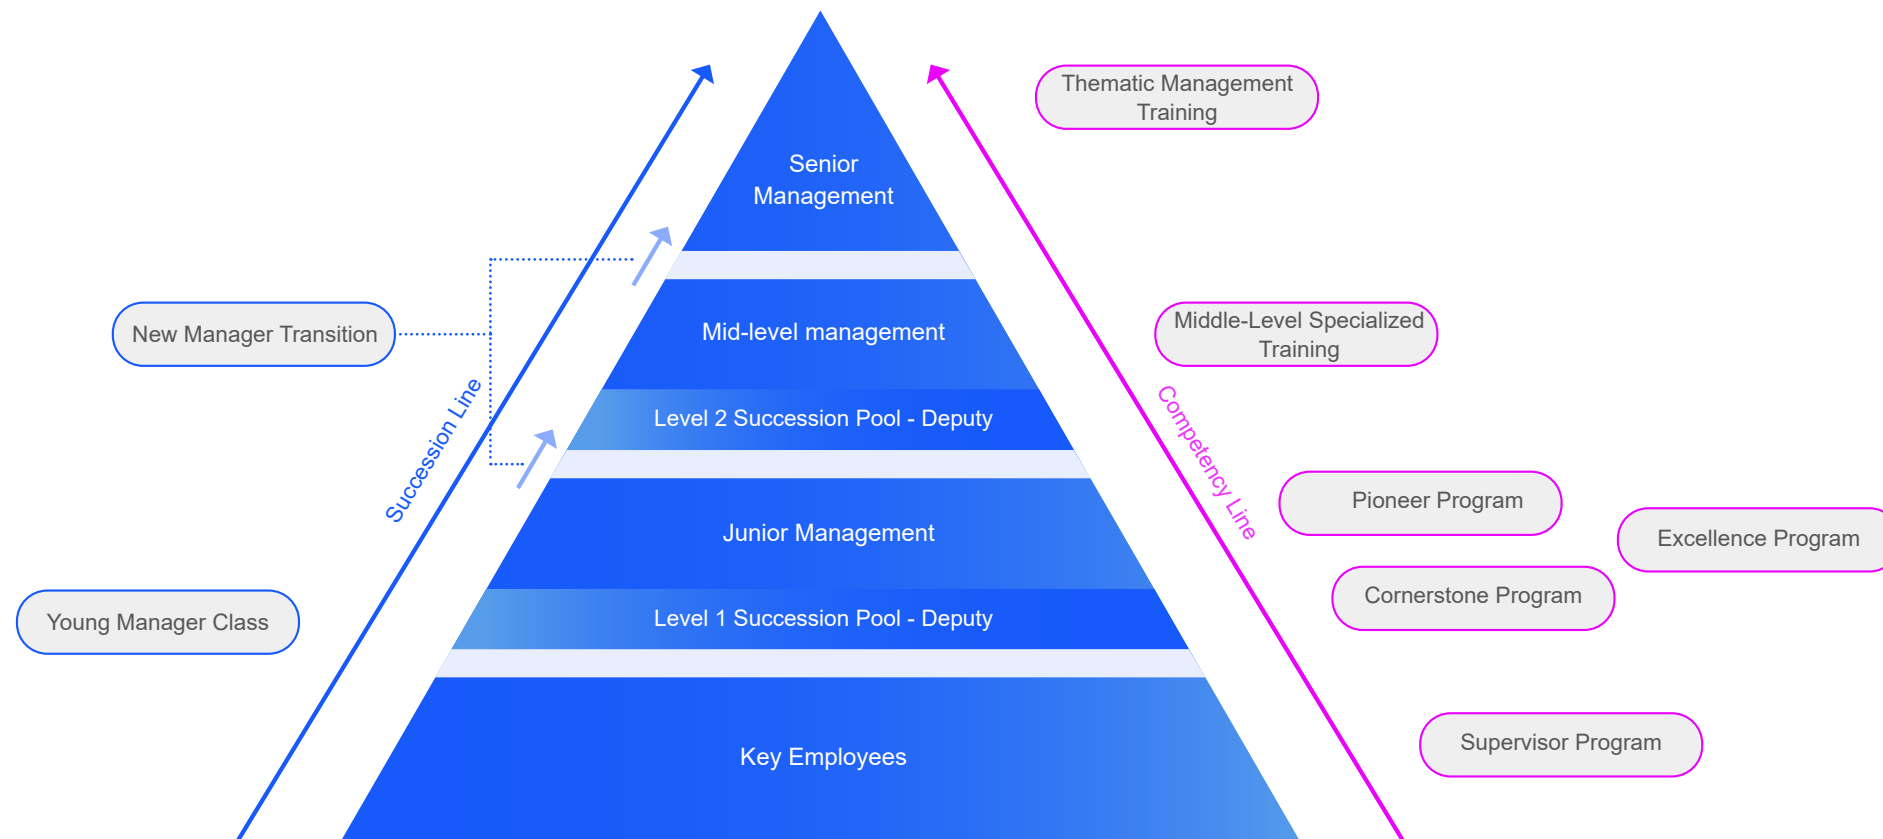 Thematic Management
Training
Senior
Management
Mid-level management
Middle-Level Specialized
Training
New Manager Transition
Succession Line
Level 2 Succession Pool - Deputy
Competency Line
Pioneer Program
Junior Management
Excellence Program
Cornerstone Program
Young Manager Class
Level 1 Succession Pool - Deputy
Supervisor Program
Key Employees